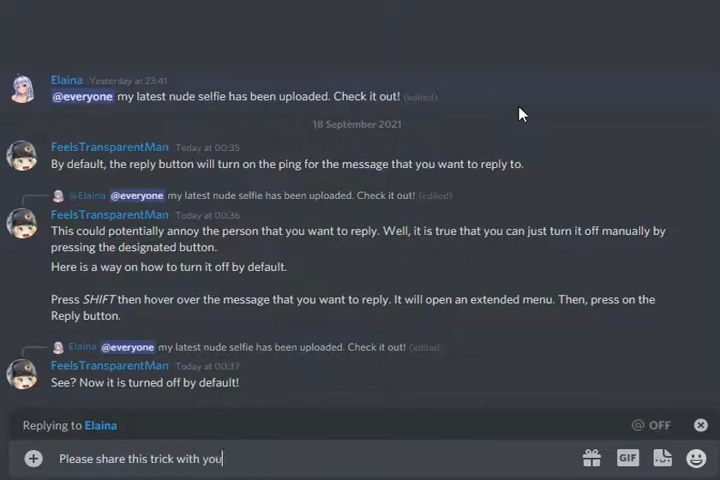 Elaina Yesterday at 23:41
@everyone my latest nude selfie has been uploaded. Check it out! (edited)
18 September 2021
FeelsTransparentMan Today at 00:35
By default, the reply button will turn on the ping for the message that you want to reply to.
@Elaina @everyone my latest nude selfie has been uploaded. Check it out! (edited)
FeelsTransparentMan Today at 00:36
This could potentially annoy the person that you want to reply. Well, it is true that you can just turn it off manually by
pressing the designated button.
Here is a way on how to turn it off by default.
Press SHIFT then hover over the message that you want to reply. It will open an extended menu. Then, press on the
Reply button.
Elaina @everyone my latest nude selfie has been uploaded. Check it out! (edited)
FeelsTransparentMan Today at 00:37
See? Now it is turned off by default!
Replying to Elaina @ OFF
Please share this trick with you
GIF